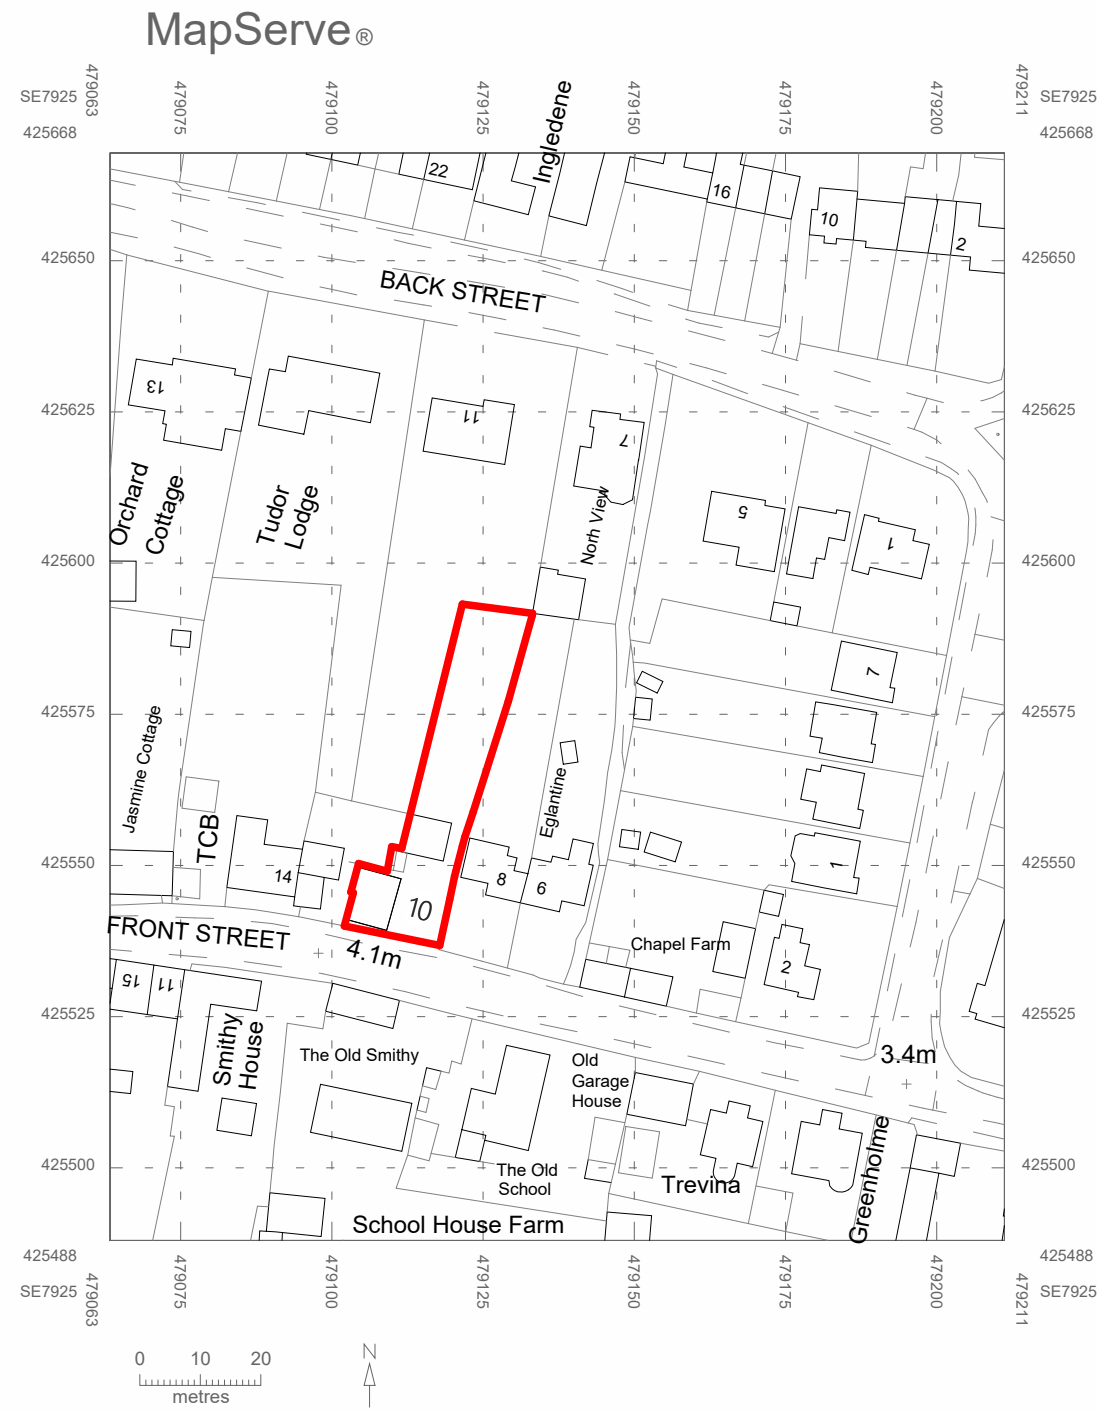 MapServe®
479063
479075
479100
479125
479150
479175
479200
479211
SE7925
SE7925
425668
425668
Ingledene
22
16
10
2
425650
425650
BACK STREET
13
11
7
425625
425625
Orchard
Cottage
Tudor
Lodge
Norh View
5
1
425600
425600
7
425575
425575
Jasmine Cottage
Eglantine
TCB
425550
425550
14
8
6
1
10
FRONT STREET
4.1m
Chapel Farm
2
15
11
425525
425525
Smithy
House
The Old Smithy
Old
Garage
House
3.4m
Greenholme
425500
425500
The Old
School
Trevina
School House Farm
425488
425488
SE7925
SE7925
479063
479075
479100
479125
479150
479175
479200
479211
0 10 20
metres
N